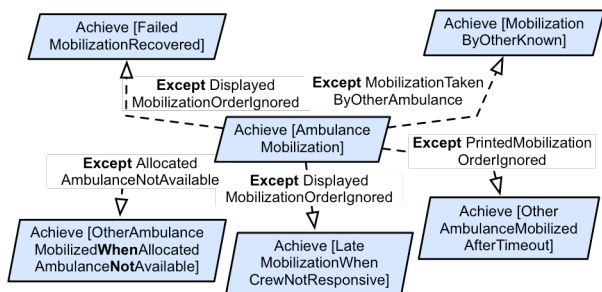 Achieve [Failed
MobilizationRecovered]
Achieve [Mobilization
ByOtherKnown]
Except Displayed
MobilizationOrderIgnored
Except MobilizationTaken
ByOtherAmbulance
Achieve [Ambulance
Mobilization]
Except PrintedMobilization
OrderIgnored
Except Allocated
AmbulanceNotAvailable
Except Displayed
MobilizationOrderIgnored
Achieve [OtherAmbulance
MobilizedWhenAllocated
AmbulanceNotAvailable]
Achieve [Late
MobilizationWhen
CrewNotResponsive]
Achieve [Other
AmbulanceMobilized
AfterTimeout]